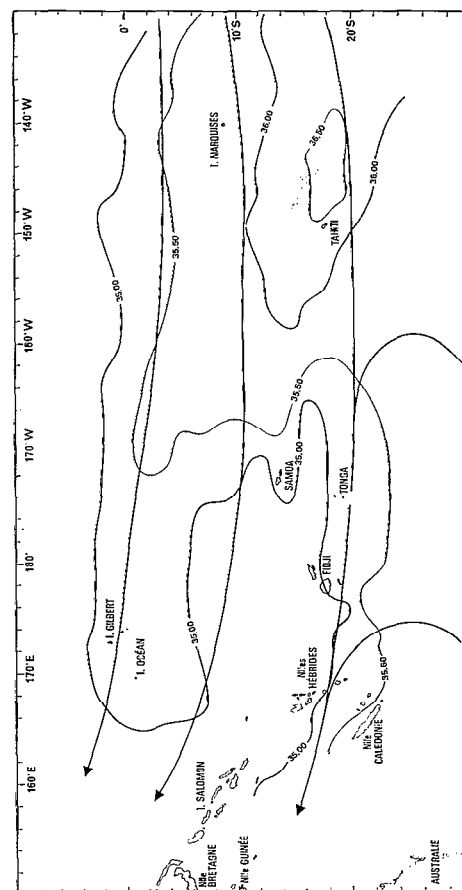 0°
10°S
20°S
140°W
150°W
160°W
170°W
180°
170°E
160°E
35.00
35.50
36.00
36.50
36.00
I. MARQUISES
TAHITI
35.50
35.00
SAMOA
TONGA
FIDJI
I. GILBERT
I. OCÉAN
35.00
Nlles
HÉBRIDES
35.00
35.50
Nlle
CALÉDONIE
I. SALOMON
Nlle
BRETAGNE
Nlle GUINÉE
AUSTRALIE